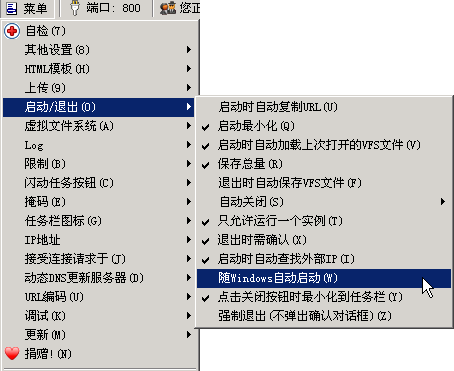 菜单 端口: 800 您正
自检(7)
其他设置(8)
HTML模板(H)
上传(9)
启动/退出(O)
虚拟文件系统(A)
Log
限制(B)
闪动任务按钮(C)
掩码(E)
任务栏图标(G)
IP地址
接受连接请求于(J)
动态DNS更新服务器(D)
URL编码(U)
调试(K)
更新(M)
捐赠!(N)
启动时自动复制URL(U)
启动最小化(Q)
启动时自动加载上次打开的VFS文件(V)
保存总量(R)
退出时自动保存VFS文件(F)
自动关闭(S)
只允许运行一个实例(T)
退出时需确认(X)
启动时自动查找外部IP(I)
随Windows自动启动(W)
点击关闭按钮时最小化到任务栏(Y)
强制退出(不弹出确认对话框)(Z)